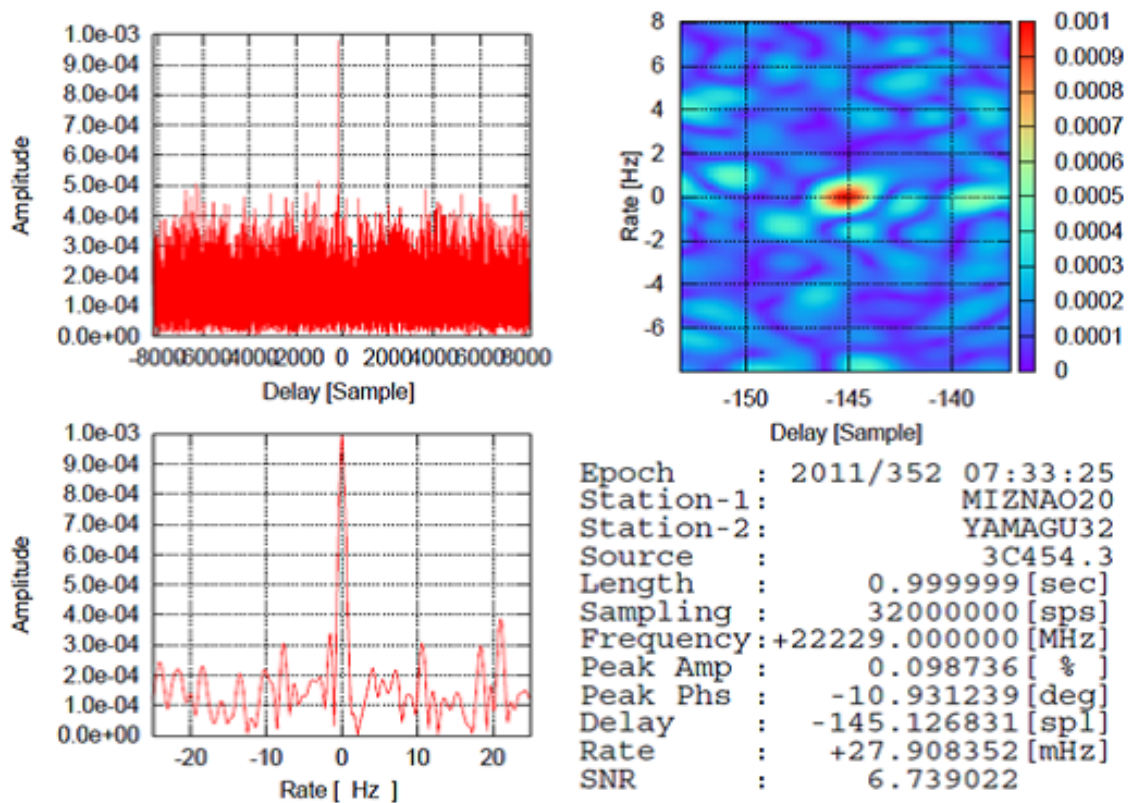 1.0e-03
9.0e-04
8.0e-04
7.0e-04
6.0e-04
5.0e-04
4.0e-04
3.0e-04
2.0e-04
1.0e-04
0.0e+00
Amplitude
-8000 -6000 -4000 -2000 0 2000 4000 6000 8000
Delay [Sample]
8
6
4
2
0
-2
-4
-6
Rate [Hz]
-150 -145 -140
Delay [Sample]
0.001
0.0009
0.0008
0.0007
0.0006
0.0005
0.0004
0.0003
0.0002
0.0001
0
1.0e-03
9.0e-04
8.0e-04
7.0e-04
6.0e-04
5.0e-04
4.0e-04
3.0e-04
2.0e-04
1.0e-04
0.0e+00
Amplitude
-20 -10 0 10 20
Rate [ Hz ]
Epoch : 2011/352 07:33:25
Station-1: MIZNAO20
Station-2: YAMAGU32
Source : 3C454.3
Length : 0.999999[sec]
Sampling : 32000000[sps]
Frequency:+22229.000000[MHz]
Peak Amp : 0.098736[ % ]
Peak Phs : -10.931239[deg]
Delay : -145.126831[spl]
Rate : +27.908352[mHz]
SNR : 6.739022